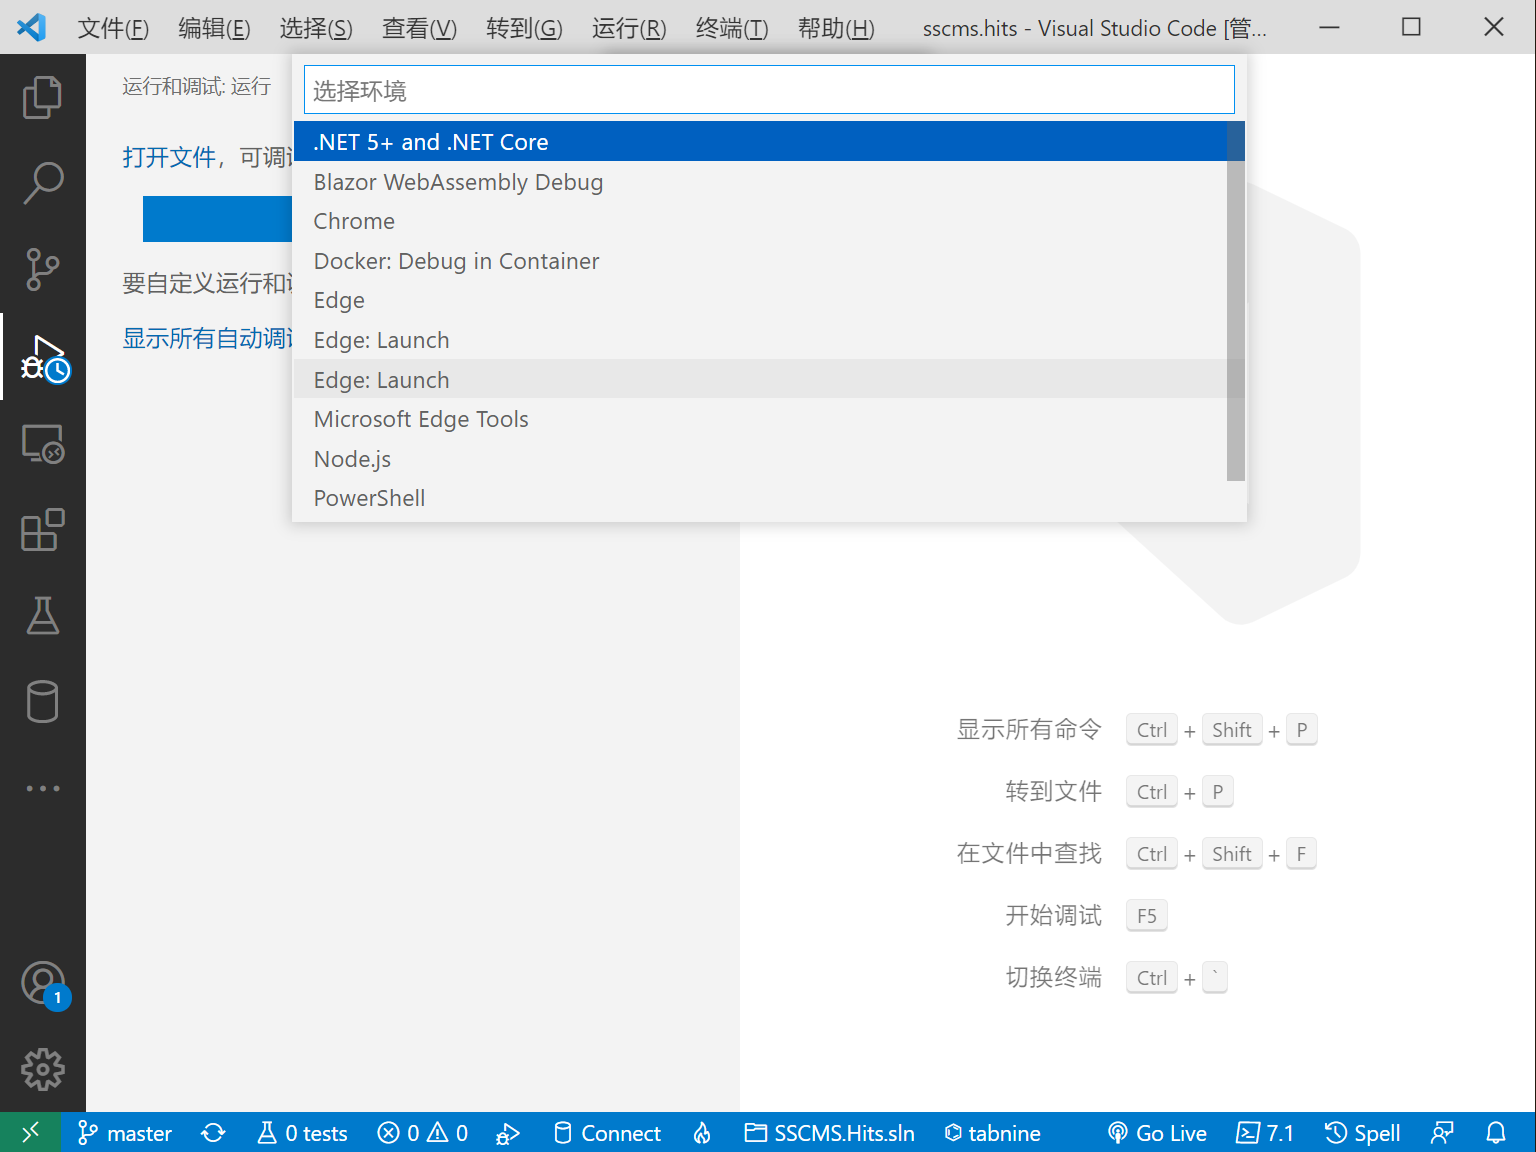 文件(F) 编辑(E) 选择(S) 查看(V) 转到(G) 运行(R) 终端(T) 帮助(H) sscms.hits - Visual Studio Code [管...
运行和调试: 运行
选择环境
.NET 5+ and .NET Core
打开文件，可调
Blazor WebAssembly Debug
Chrome
Docker: Debug in Container
要自定义运行和
Edge
显示所有自动调
Edge: Launch
Edge: Launch
Microsoft Edge Tools
Node.js
PowerShell
显示所有命令 Ctrl + Shift + P
转到文件 Ctrl + P
在文件中查找 Ctrl + Shift + F
开始调试 F5
切换终端 Ctrl + `
1
master 0 tests 0 0 Connect SSCMS.Hits.sln tabnine Go Live 7.1 Spell